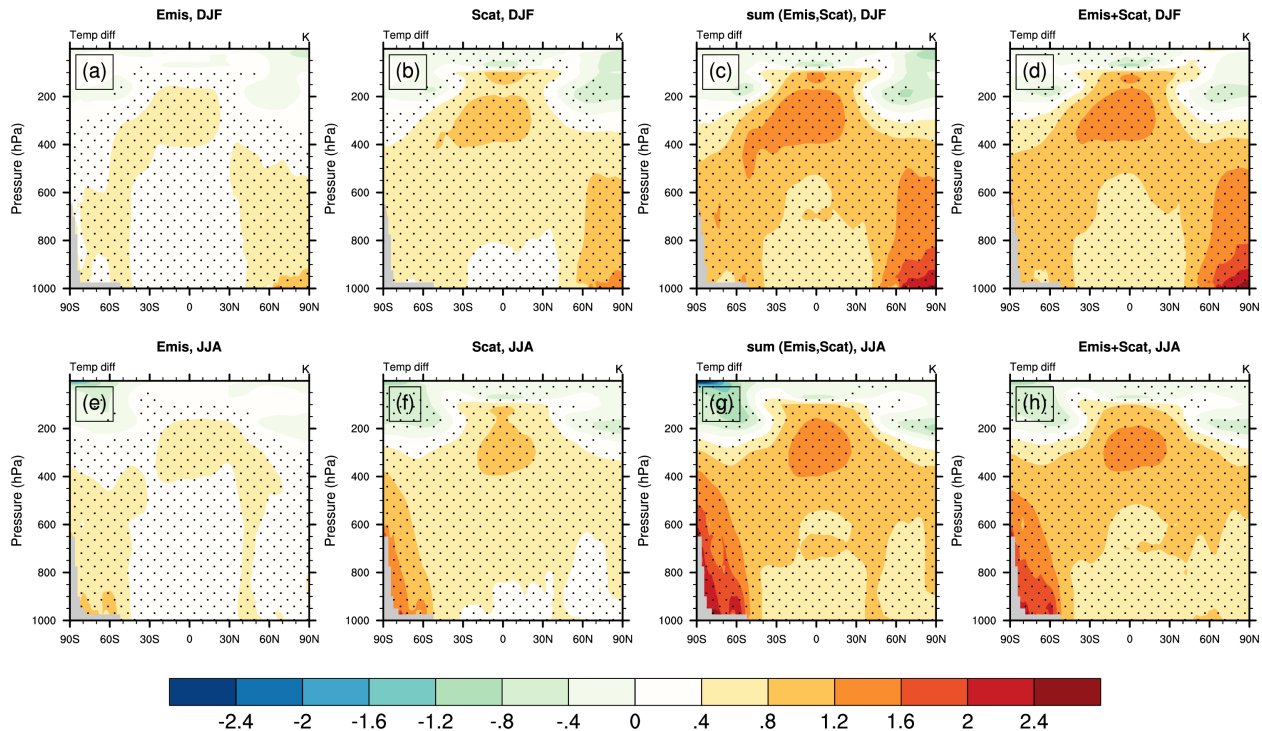 Emis, DJF
Temp diff K
(a)
Pressure (hPa)
200
400
600
800
1000
90S 60S 30S 0 30N 60N 90N
Scat, DJF
Temp diff K
(b)
Pressure (hPa)
200
400
600
800
1000
90S 60S 30S 0 30N 60N 90N
sum (Emis,Scat), DJF
Temp diff K
(c)
Pressure (hPa)
200
400
600
800
1000
90S 60S 30S 0 30N 60N 90N
Emis+Scat, DJF
Temp diff K
(d)
Pressure (hPa)
200
400
600
800
1000
90S 60S 30S 0 30N 60N 90N
Emis, JJA
Temp diff K
(e)
Pressure (hPa)
200
400
600
800
1000
90S 60S 30S 0 30N 60N 90N
Scat, JJA
Temp diff K
(f)
Pressure (hPa)
200
400
600
800
1000
90S 60S 30S 0 30N 60N 90N
sum (Emis,Scat), JJA
Temp diff K
(g)
Pressure (hPa)
200
400
600
800
1000
90S 60S 30S 0 30N 60N 90N
Emis+Scat, JJA
Temp diff K
(h)
Pressure (hPa)
200
400
600
800
1000
90S 60S 30S 0 30N 60N 90N
-2.4 -2 -1.6 -1.2 -.8 -.4 0 .4 .8 1.2 1.6 2 2.4